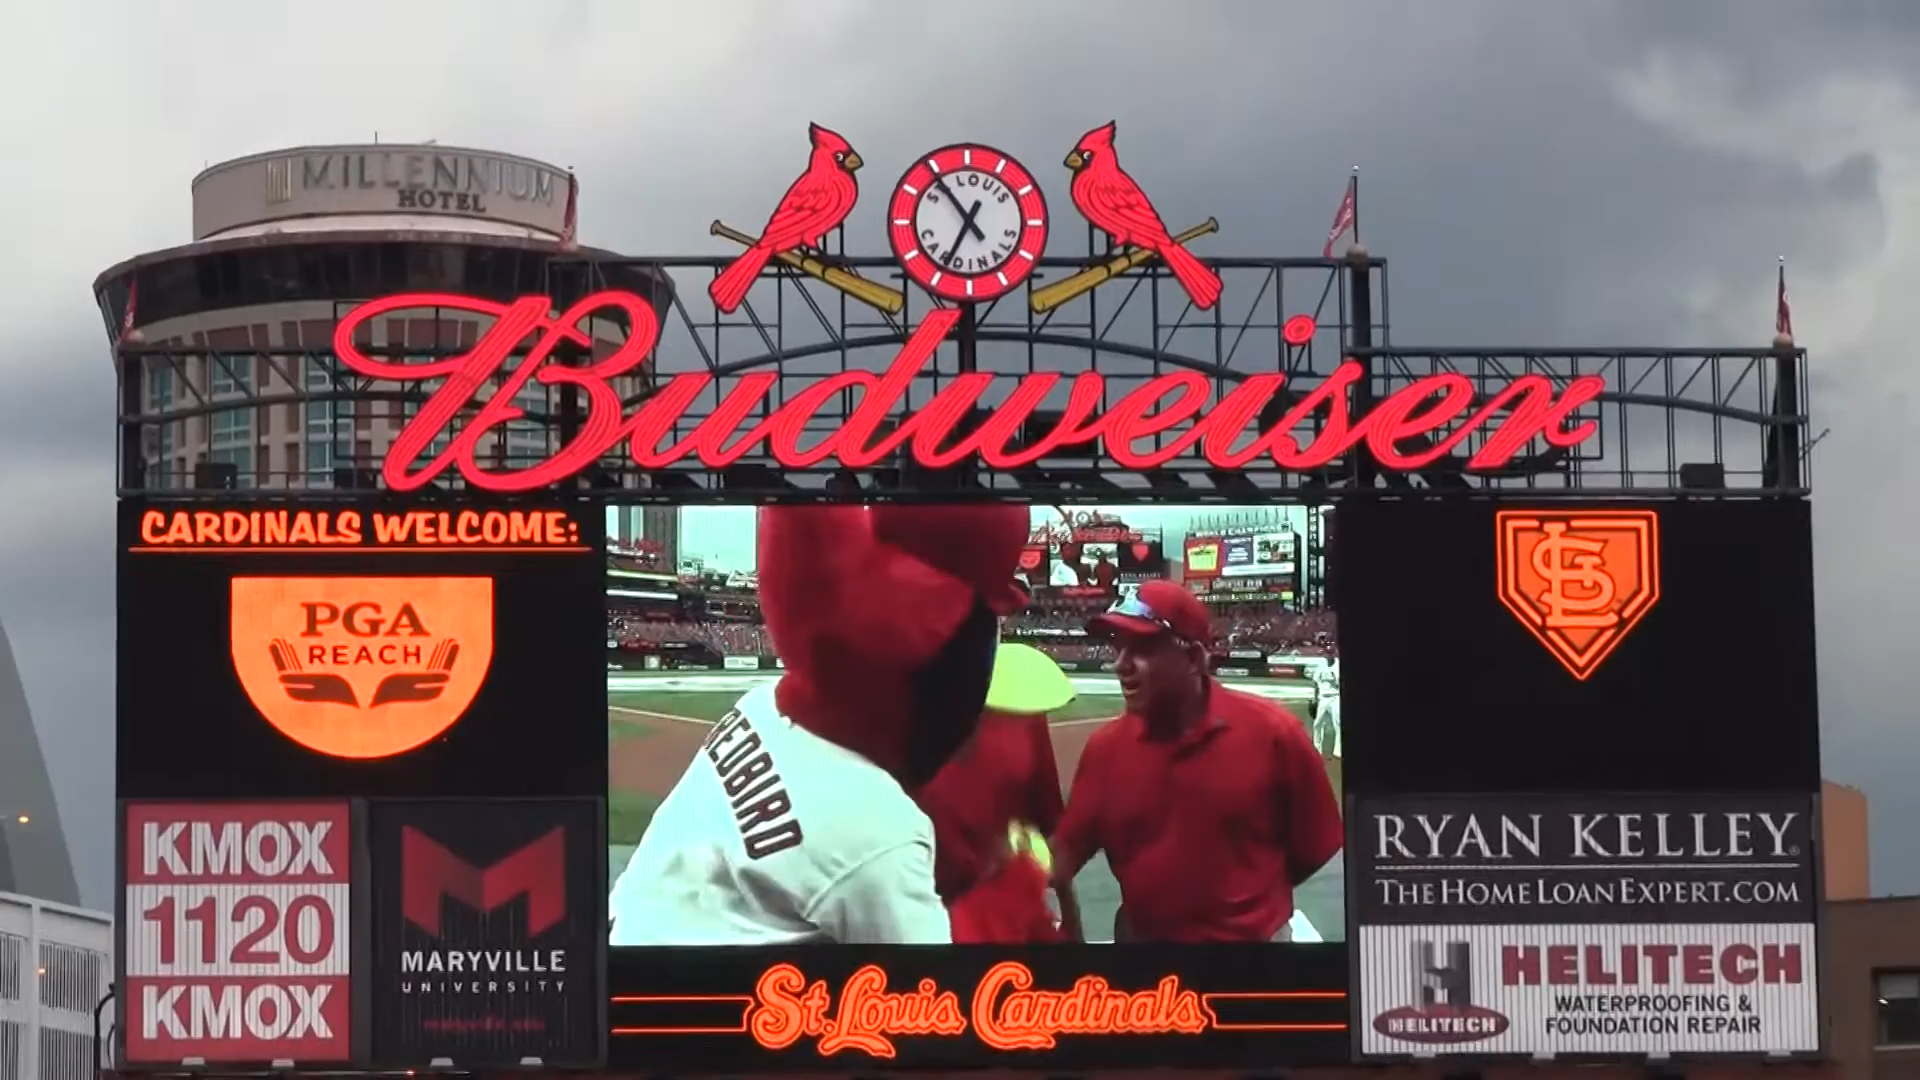 MILLENNIUM
HOTEL
ST. LOUIS
CARDINALS
Budweiser
CARDINALS WELCOME:
PGA
REACH
STL
REDBIRD
KMOX
1120
KMOX
MARYVILLE
UNIVERSITY
St. Louis Cardinals
RYAN KELLEY®
THEHOMELOANEXPERT.COM
HELITECH
HELITECH
WATERPROOFING &
FOUNDATION REPAIR